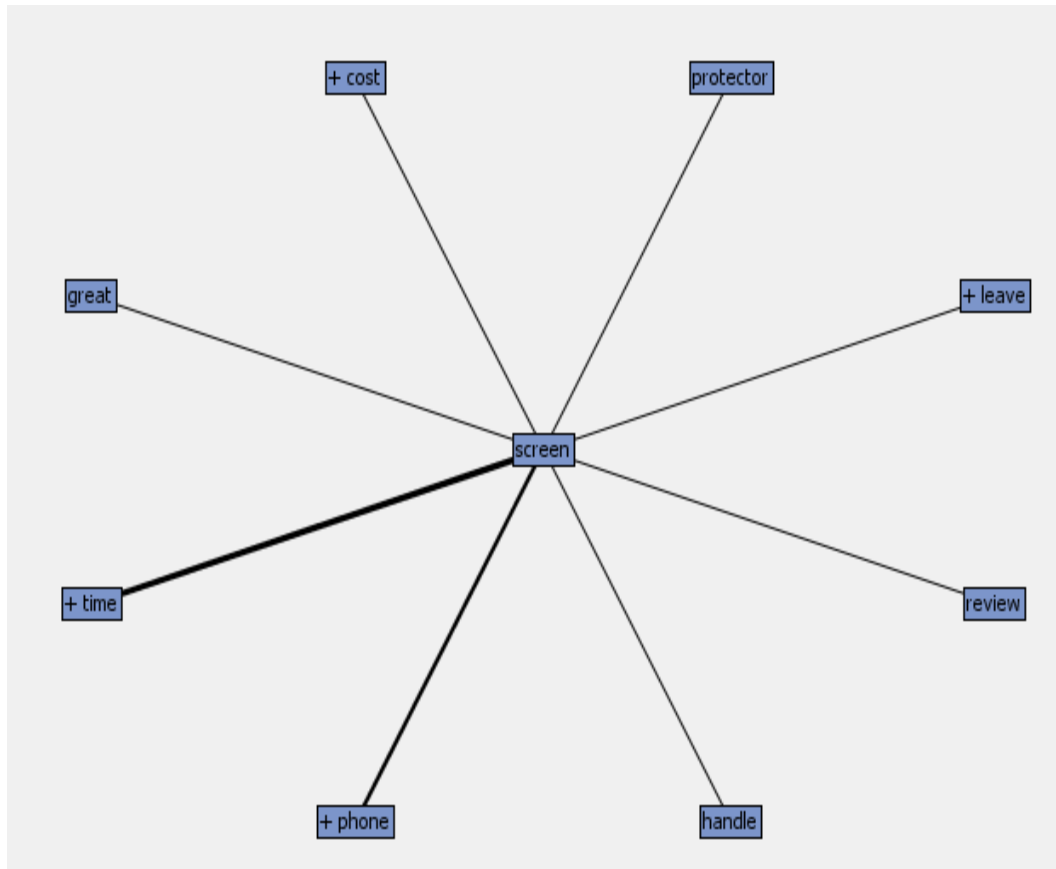 + cost
protector
great
+ leave
screen
+ time
review
+ phone
handle